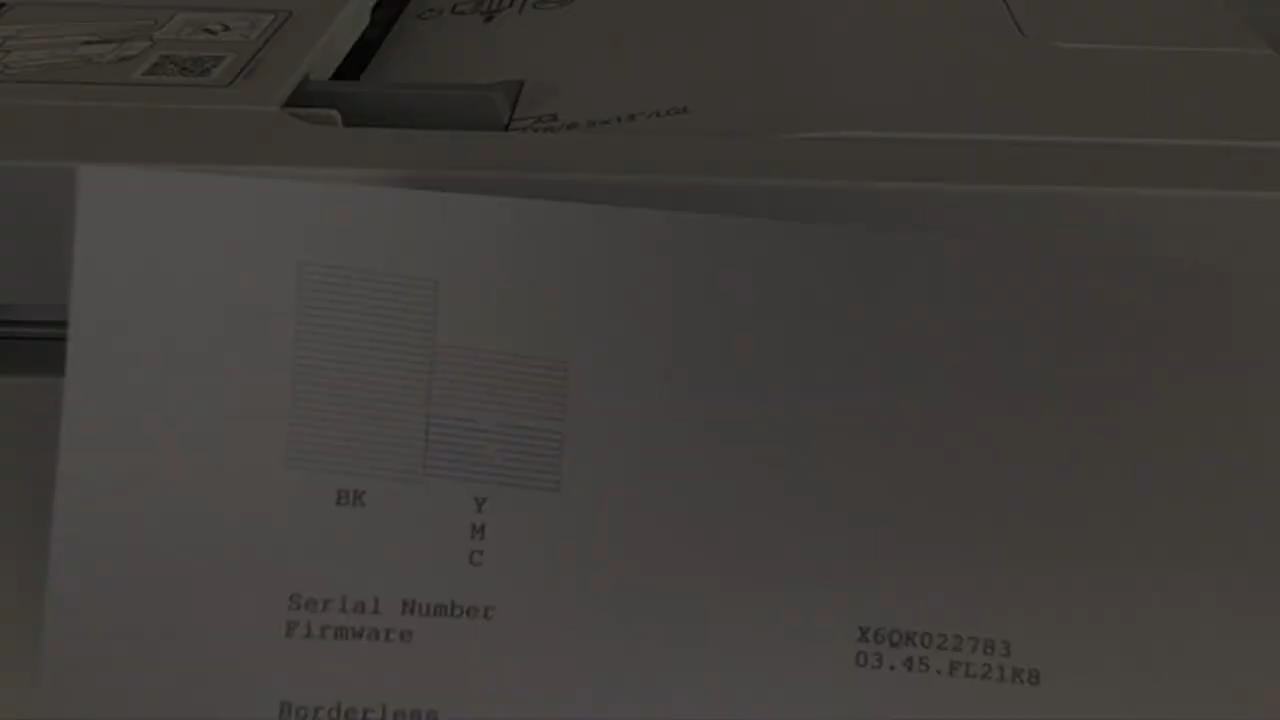 BK
Y
M
C
Serial Number
X6QK022783
Firmware
03.45.FL21K8
Borderless